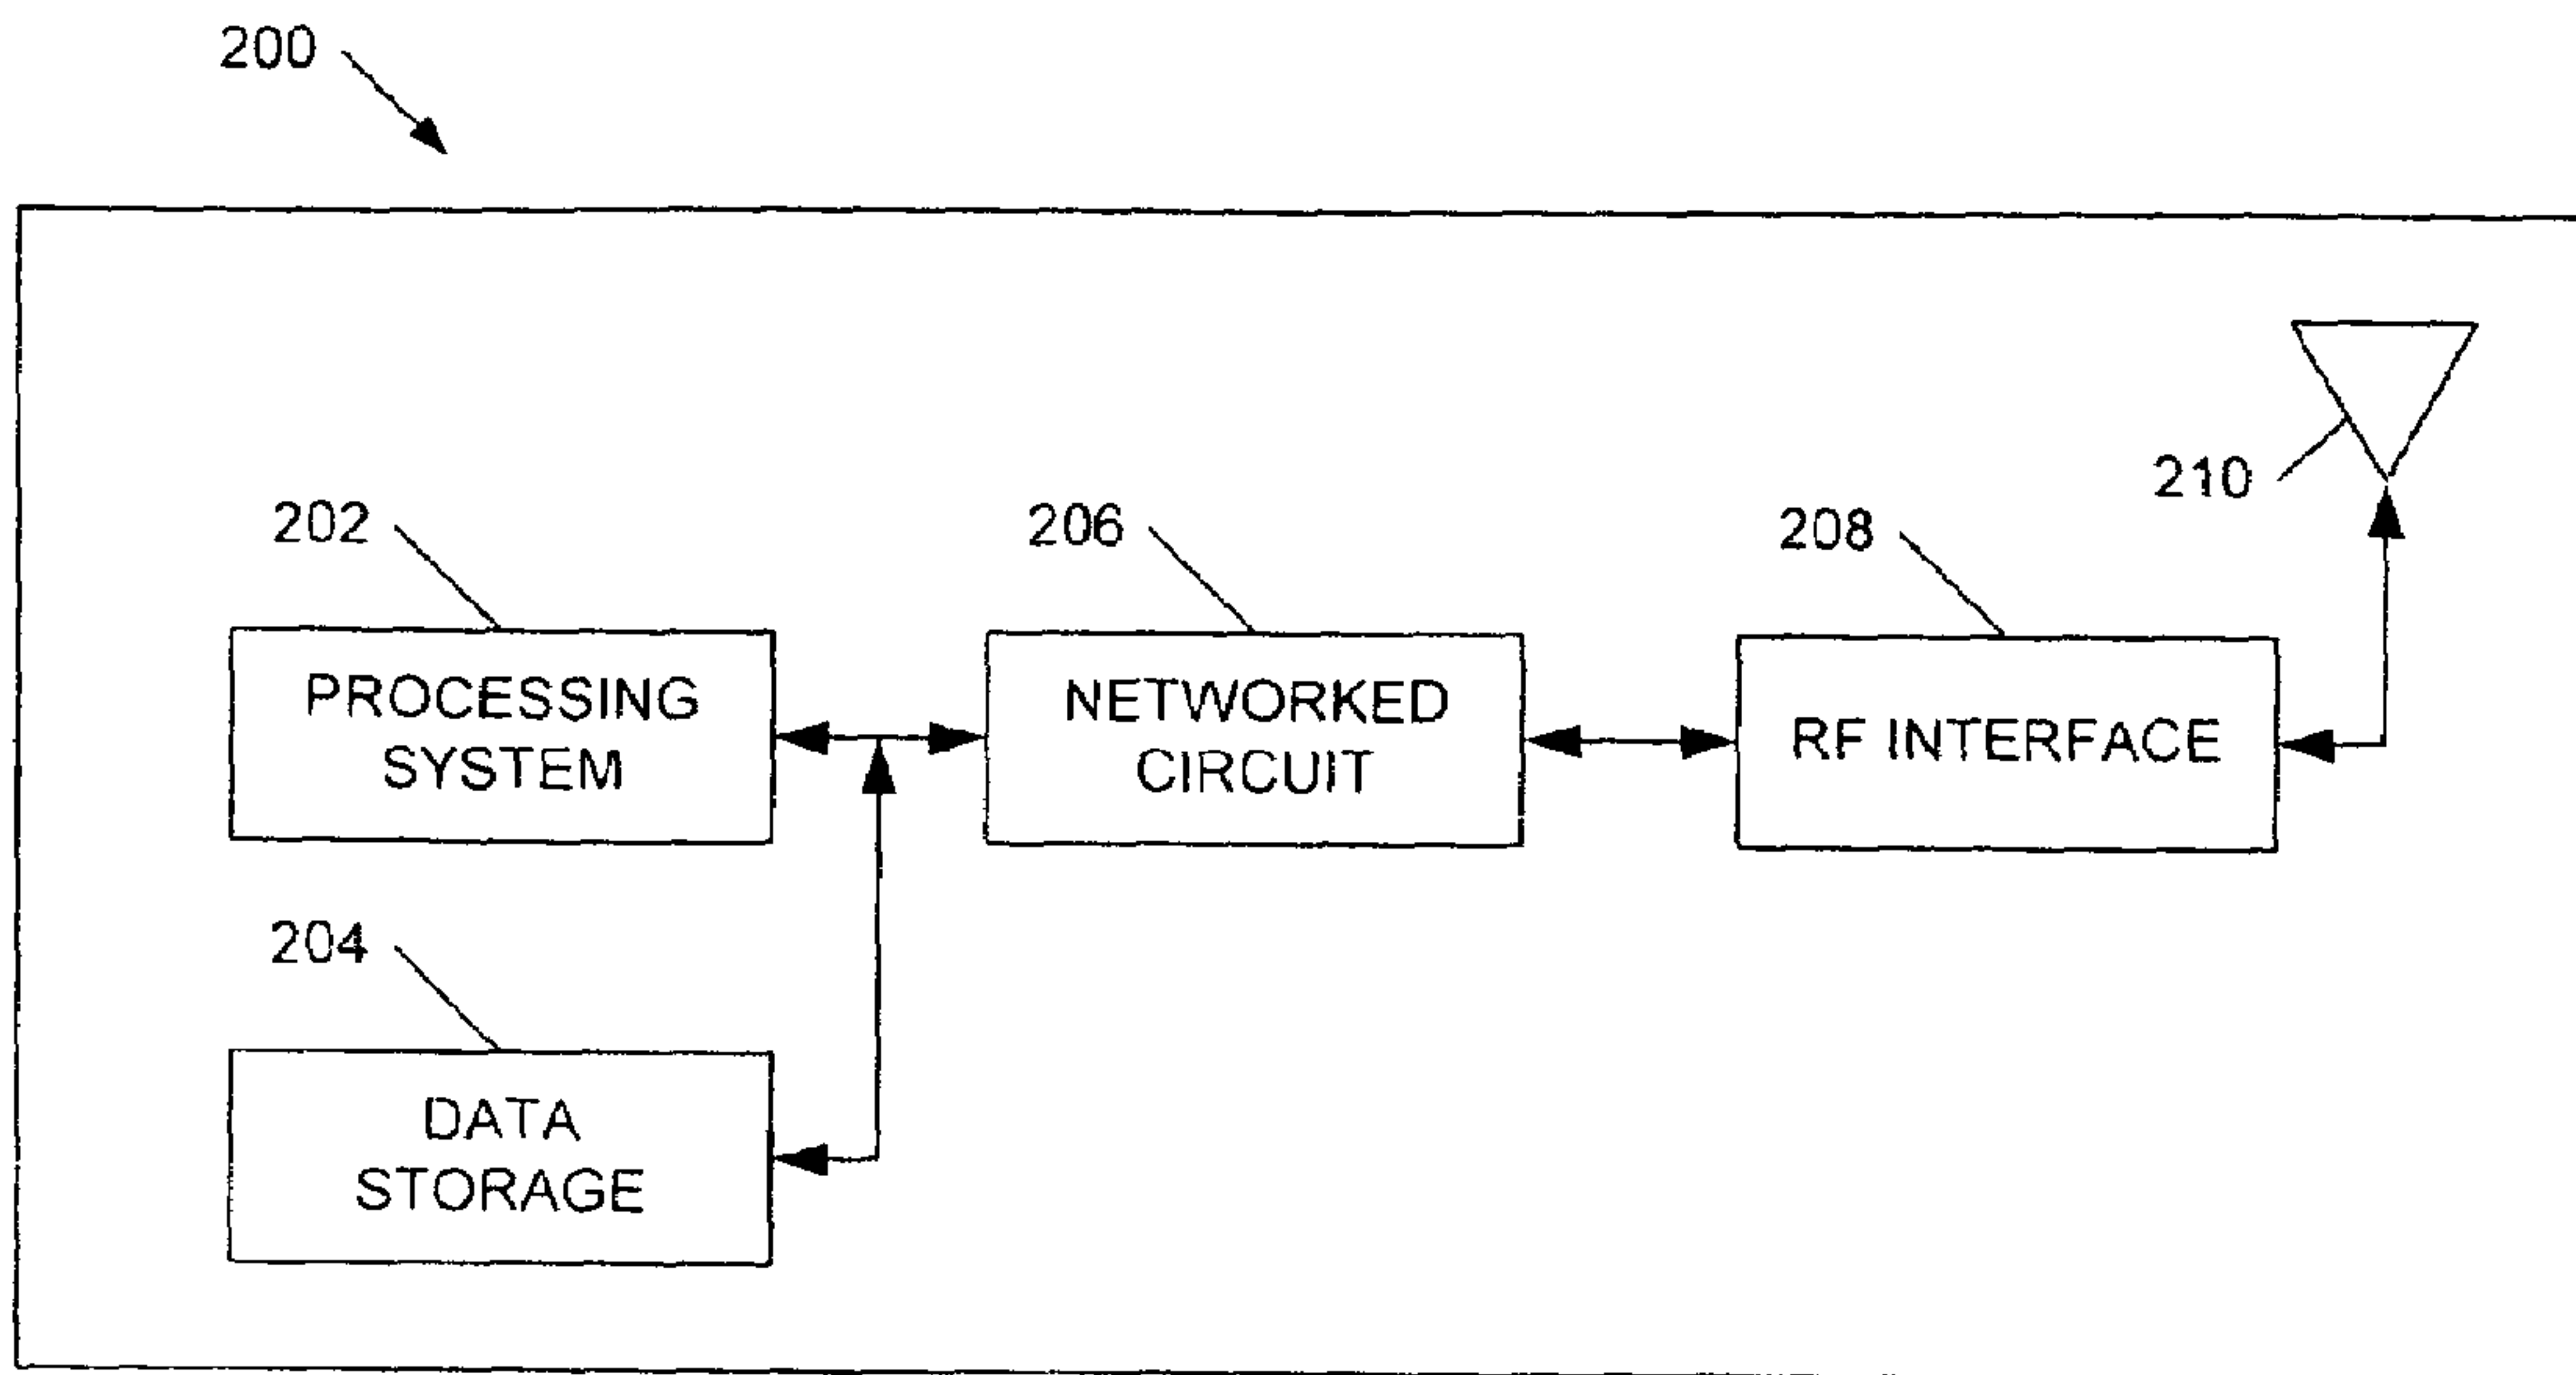 200
210
202
206
208
PROCESSING
SYSTEM
NETWORKED
CIRCUIT
RF INTERFACE
204
DATA
STORAGE